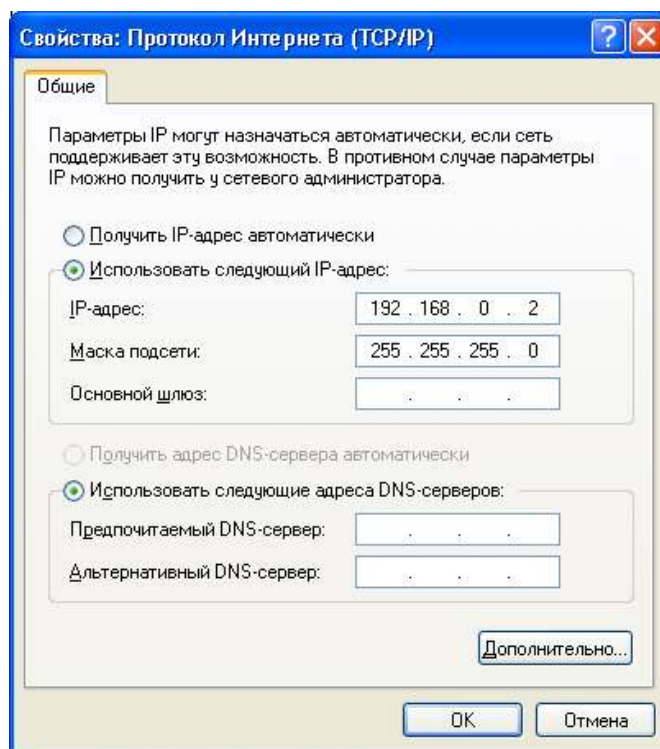 Свойства: Протокол Интернета (TCP/IP)
Общие
Параметры IP могут назначаться автоматически, если сеть
поддерживает эту возможность. В противном случае параметры
IP можно получить у сетевого администратора.
Получить IP-адрес автоматически
Использовать следующий IP-адрес:
IP-адрес: 192 . 168 . 0 . 2
Маска подсети: 255 . 255 . 255 . 0
Основной шлюз: . . .
Получить адрес DNS-сервера автоматически
Использовать следующие адреса DNS-серверов:
Предпочитаемый DNS-сервер: . . .
Альтернативный DNS-сервер: . . .
Дополнительно...
OK Отмена